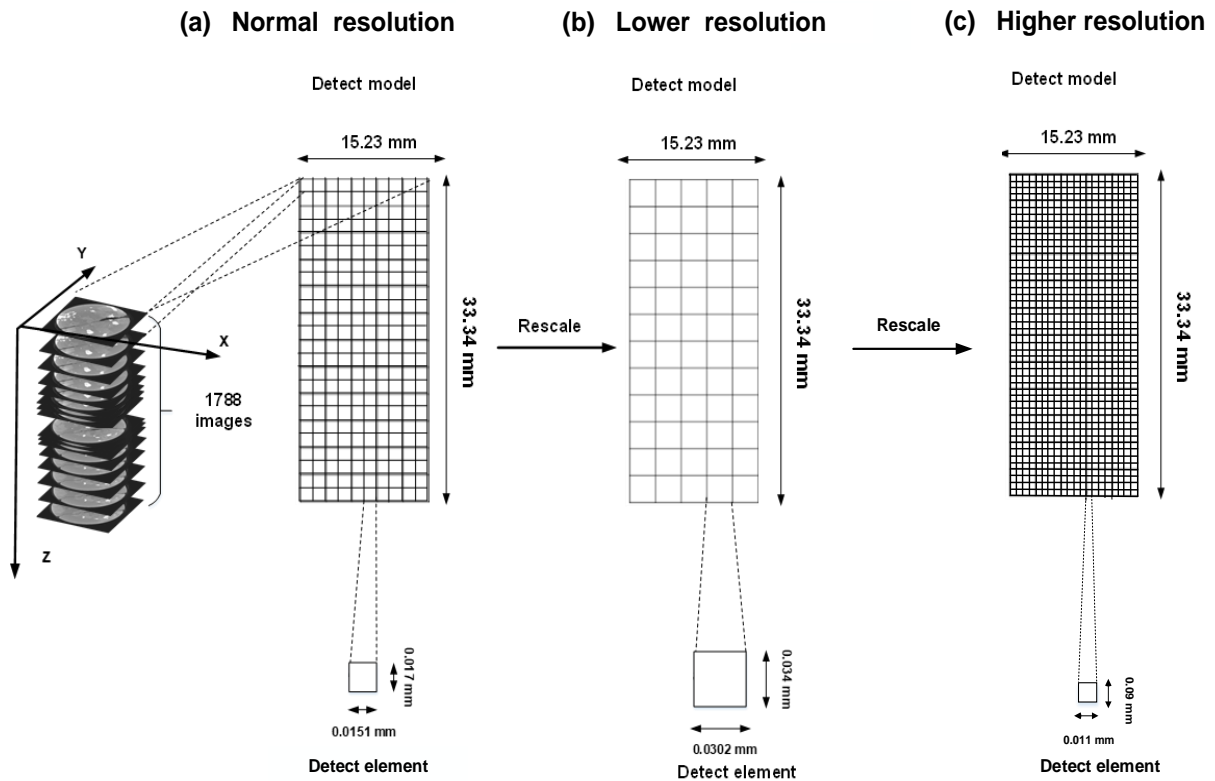 (a) Normal resolution
(b) Lower resolution
(c) Higher resolution
Detect model
Detect model
Detect model
15.23 mm
15.23 mm
15.23 mm
Y
X
Z
1788
images
33.34 mm
Rescale
33.34 mm
Rescale
33.34 mm
0.017 mm
0.0151 mm
Detect element
0.034 mm
0.0302 mm
Detect element
0.09 mm
0.011 mm
Detect element